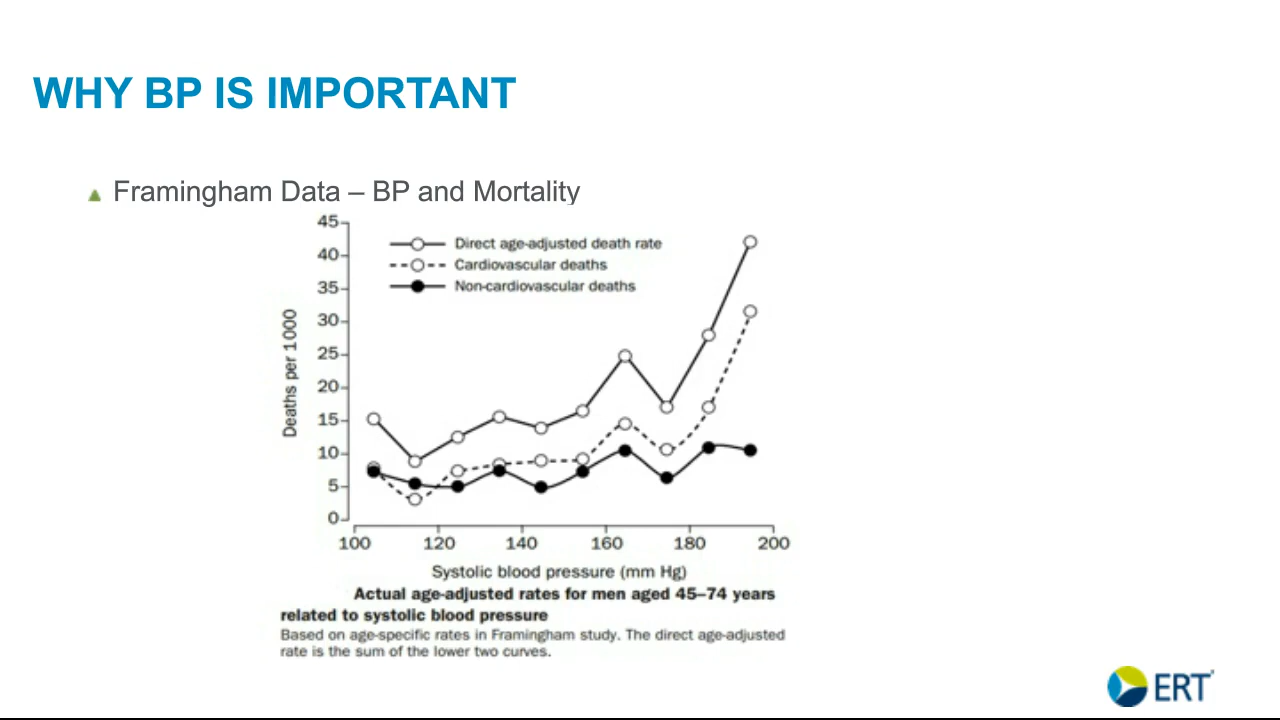 WHY BP IS IMPORTANT
Framingham Data – BP and Mortality
45
40
35
30
25
20
15
10
5
0
Deaths per 1000
Direct age-adjusted death rate
Cardiovascular deaths
Non-cardiovascular deaths
100 120 140 160 180 200
Systolic blood pressure (mm Hg)
Actual age-adjusted rates for men aged 45–74 years
related to systolic blood pressure
Based on age-specific rates in Framingham study. The direct age-adjusted
rate is the sum of the lower two curves.
ERT